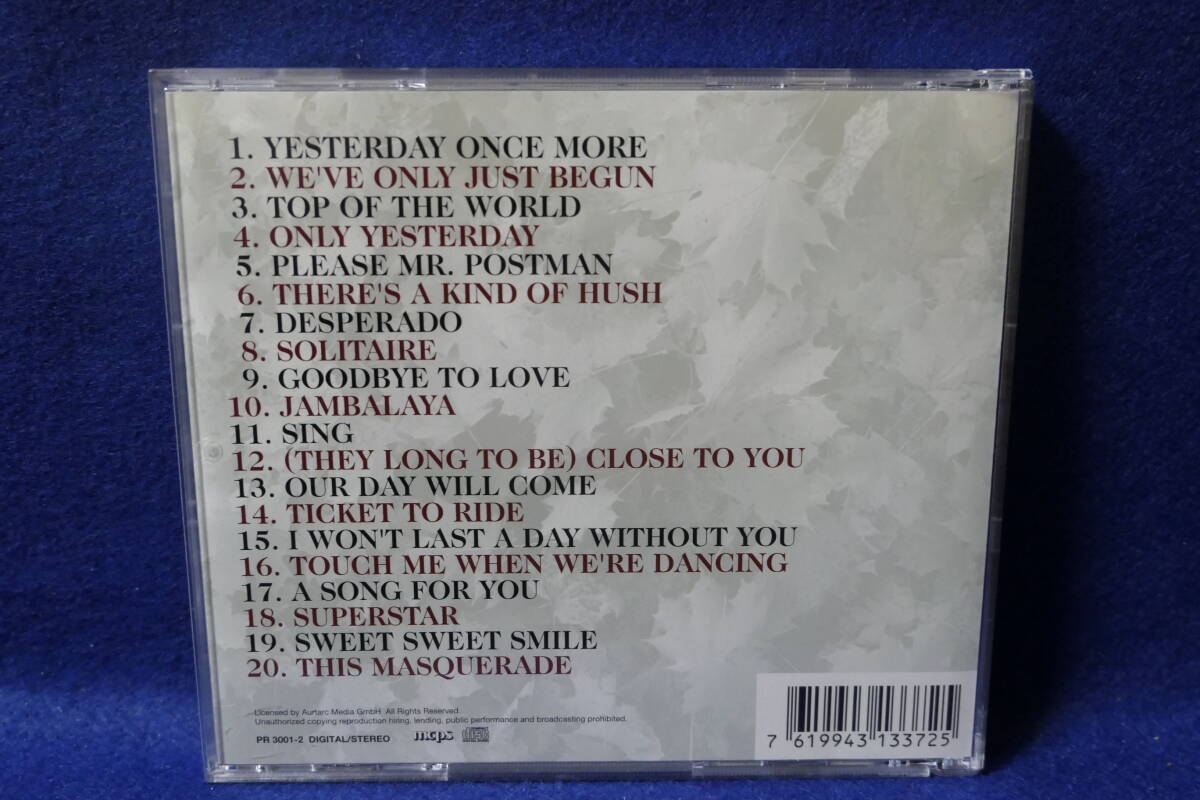 1. YESTERDAY ONCE MORE
2. WE'VE ONLY JUST BEGUN
3. TOP OF THE WORLD
4. ONLY YESTERDAY
5. PLEASE MR. POSTMAN
6. THERE'S A KIND OF HUSH
7. DESPERADO
8. SOLITAIRE
9. GOODBYE TO LOVE
10. JAMBALAYA
11. SING
12. (THEY LONG TO BE) CLOSE TO YOU
13. OUR DAY WILL COME
14. TICKET TO RIDE
15. I WON'T LAST A DAY WITHOUT YOU
16. TOUCH ME WHEN WE'RE DANCING
17. A SONG FOR YOU
18. SUPERSTAR
19. SWEET SWEET SMILE
20. THIS MASQUERADE
Licensed by Aurtarc Media GmbH. All Rights Reserved.
Unauthorized copying reproduction hiring, lending, public performance and broadcasting prohibited.
PR 3001-2 DIGITAL/STEREO mcps disc
7 619943 133725